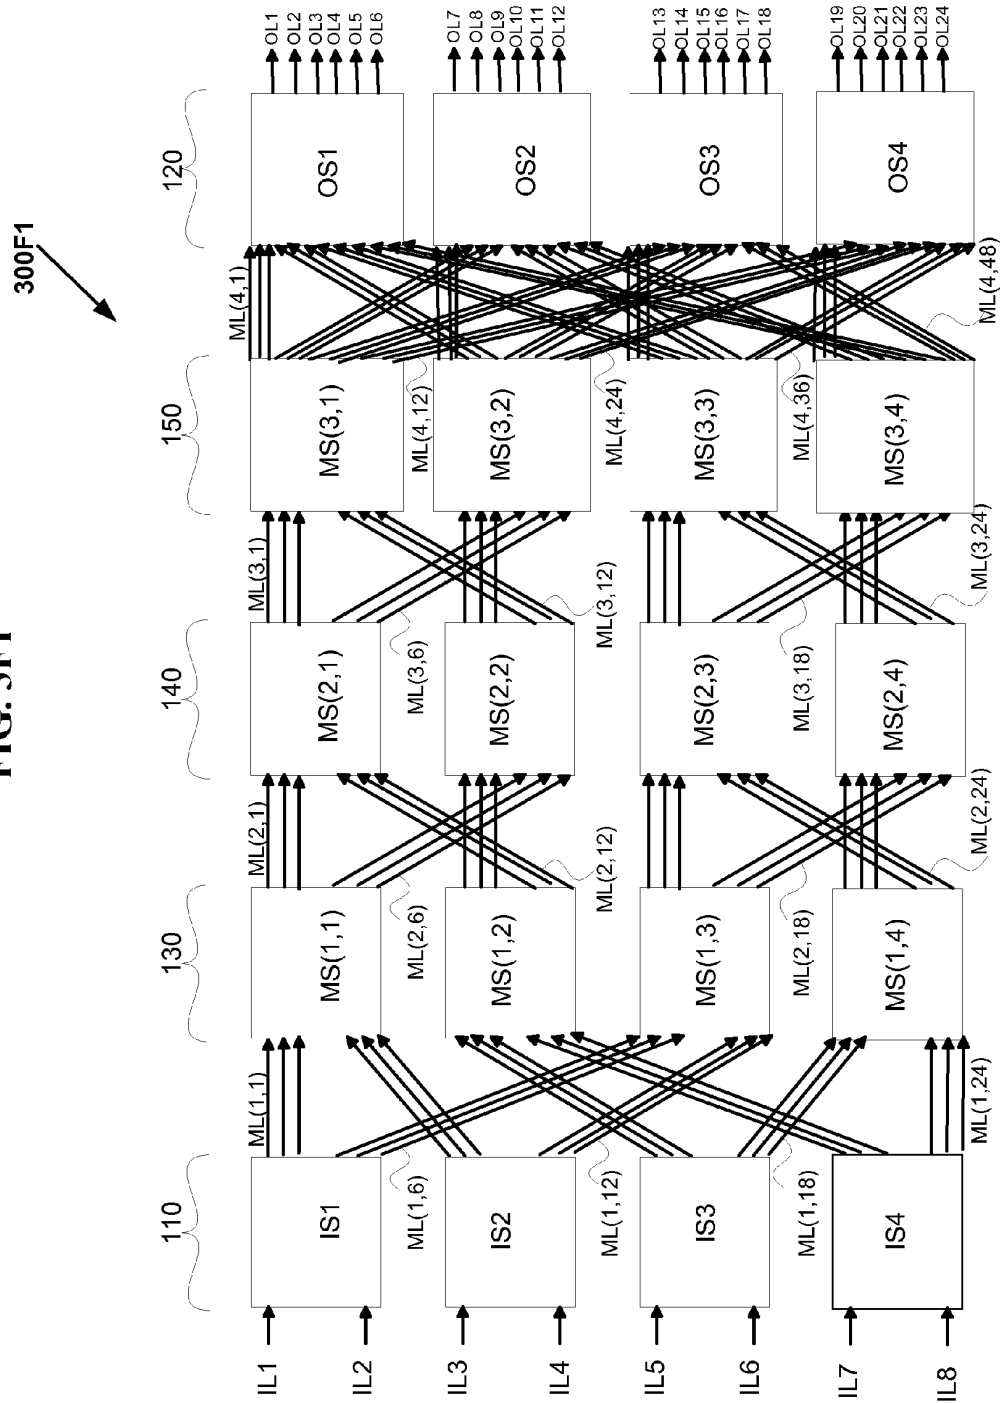 FIG. 3F1
300F1
110
130
140
150
120
IL1
IL2
IS1
ML(1,1)
ML(1,6)
MS(1,1)
ML(2,1)
ML(2,6)
MS(2,1)
ML(3,1)
ML(3,6)
MS(3,1)
ML(4,1)
ML(4,12)
OS1
OL1
OL2
OL3
OL4
OL5
OL6
IL3
IL4
IS2
ML(1,12)
MS(1,2)
ML(2,12)
MS(2,2)
ML(3,12)
MS(3,2)
ML(4,24)
OS2
OL7
OL8
OL9
OL10
OL11
OL12
IL5
IL6
IS3
ML(1,18)
MS(1,3)
ML(2,18)
MS(2,3)
ML(3,18)
MS(3,3)
ML(4,36)
OS3
OL13
OL14
OL15
OL16
OL17
OL18
IL7
IL8
IS4
ML(1,24)
MS(1,4)
ML(2,24)
MS(2,4)
ML(3,24)
MS(3,4)
ML(4,48)
OS4
OL19
OL20
OL21
OL22
OL23
OL24